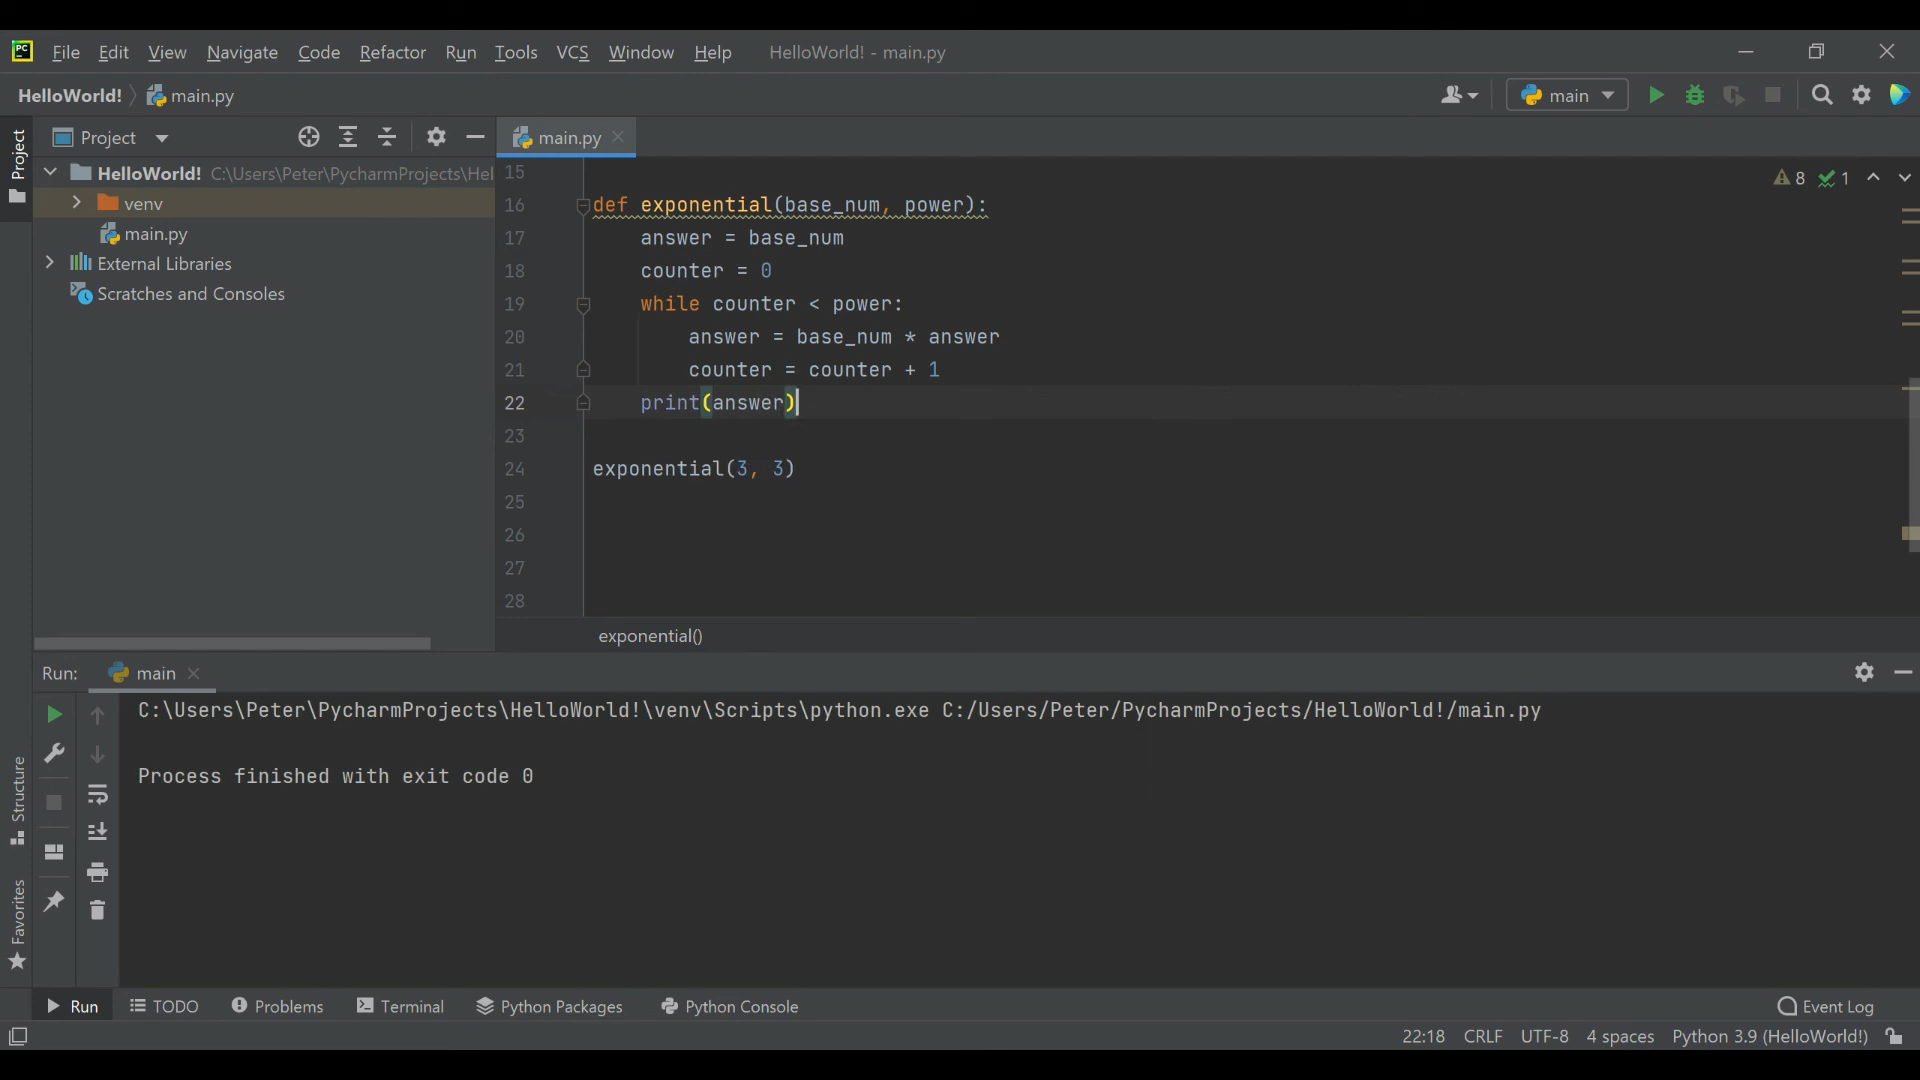 PC File Edit View Navigate Code Refactor Run Tools VCS Window Help HelloWorld! - main.py
HelloWorld! main.py main
Project main.py
Project
HelloWorld! C:\Users\Peter\PycharmProjects\Hel
venv
main.py
External Libraries
Scratches and Consoles
8 1
15
16 def exponential(base_num, power):
17 answer = base_num
18 counter = 0
19 while counter < power:
20 answer = base_num * answer
21 counter = counter + 1
22 print(answer)
23
24 exponential(3, 3)
25
26
27
28
exponential()
Run: main
C:\Users\Peter\PycharmProjects\HelloWorld!\venv\Scripts\python.exe C:/Users/Peter/PycharmProjects/HelloWorld!/main.py
Process finished with exit code 0
Structure
Favorites
Run TODO Problems Terminal Python Packages Python Console Event Log
22:18 CRLF UTF-8 4 spaces Python 3.9 (HelloWorld!)